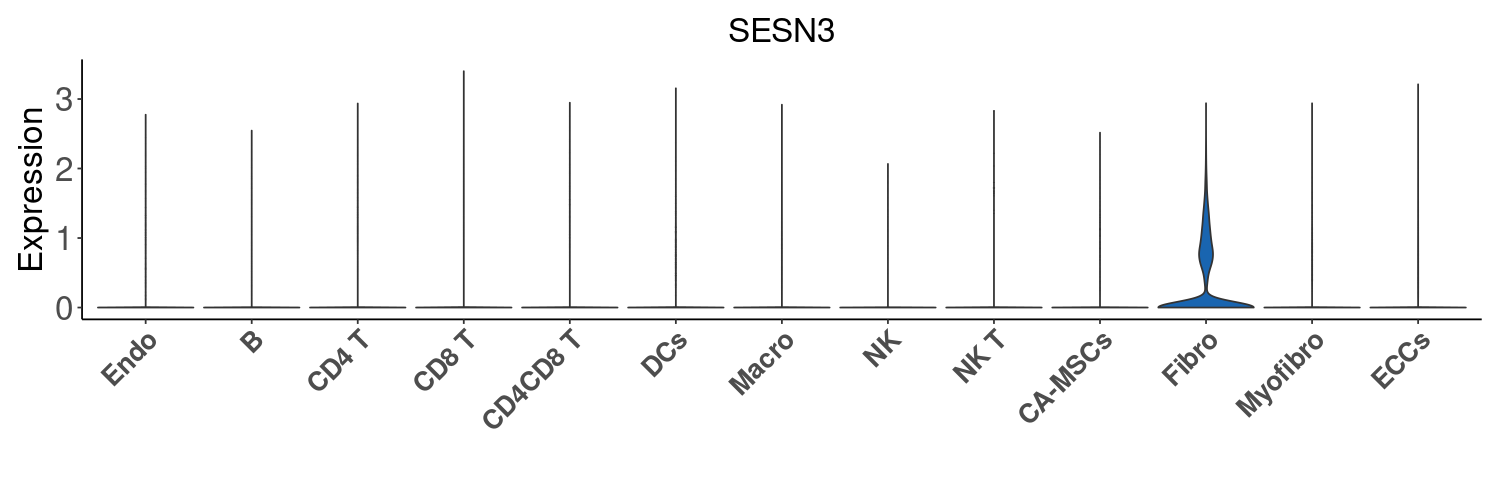 SESN3
Expression
3
2
1
0
Endo
B
CD4 T
CD8 T
CD4CD8 T
DCs
Macro
NK
NK T
CA-MSCs
Fibro
Myofibro
ECCs